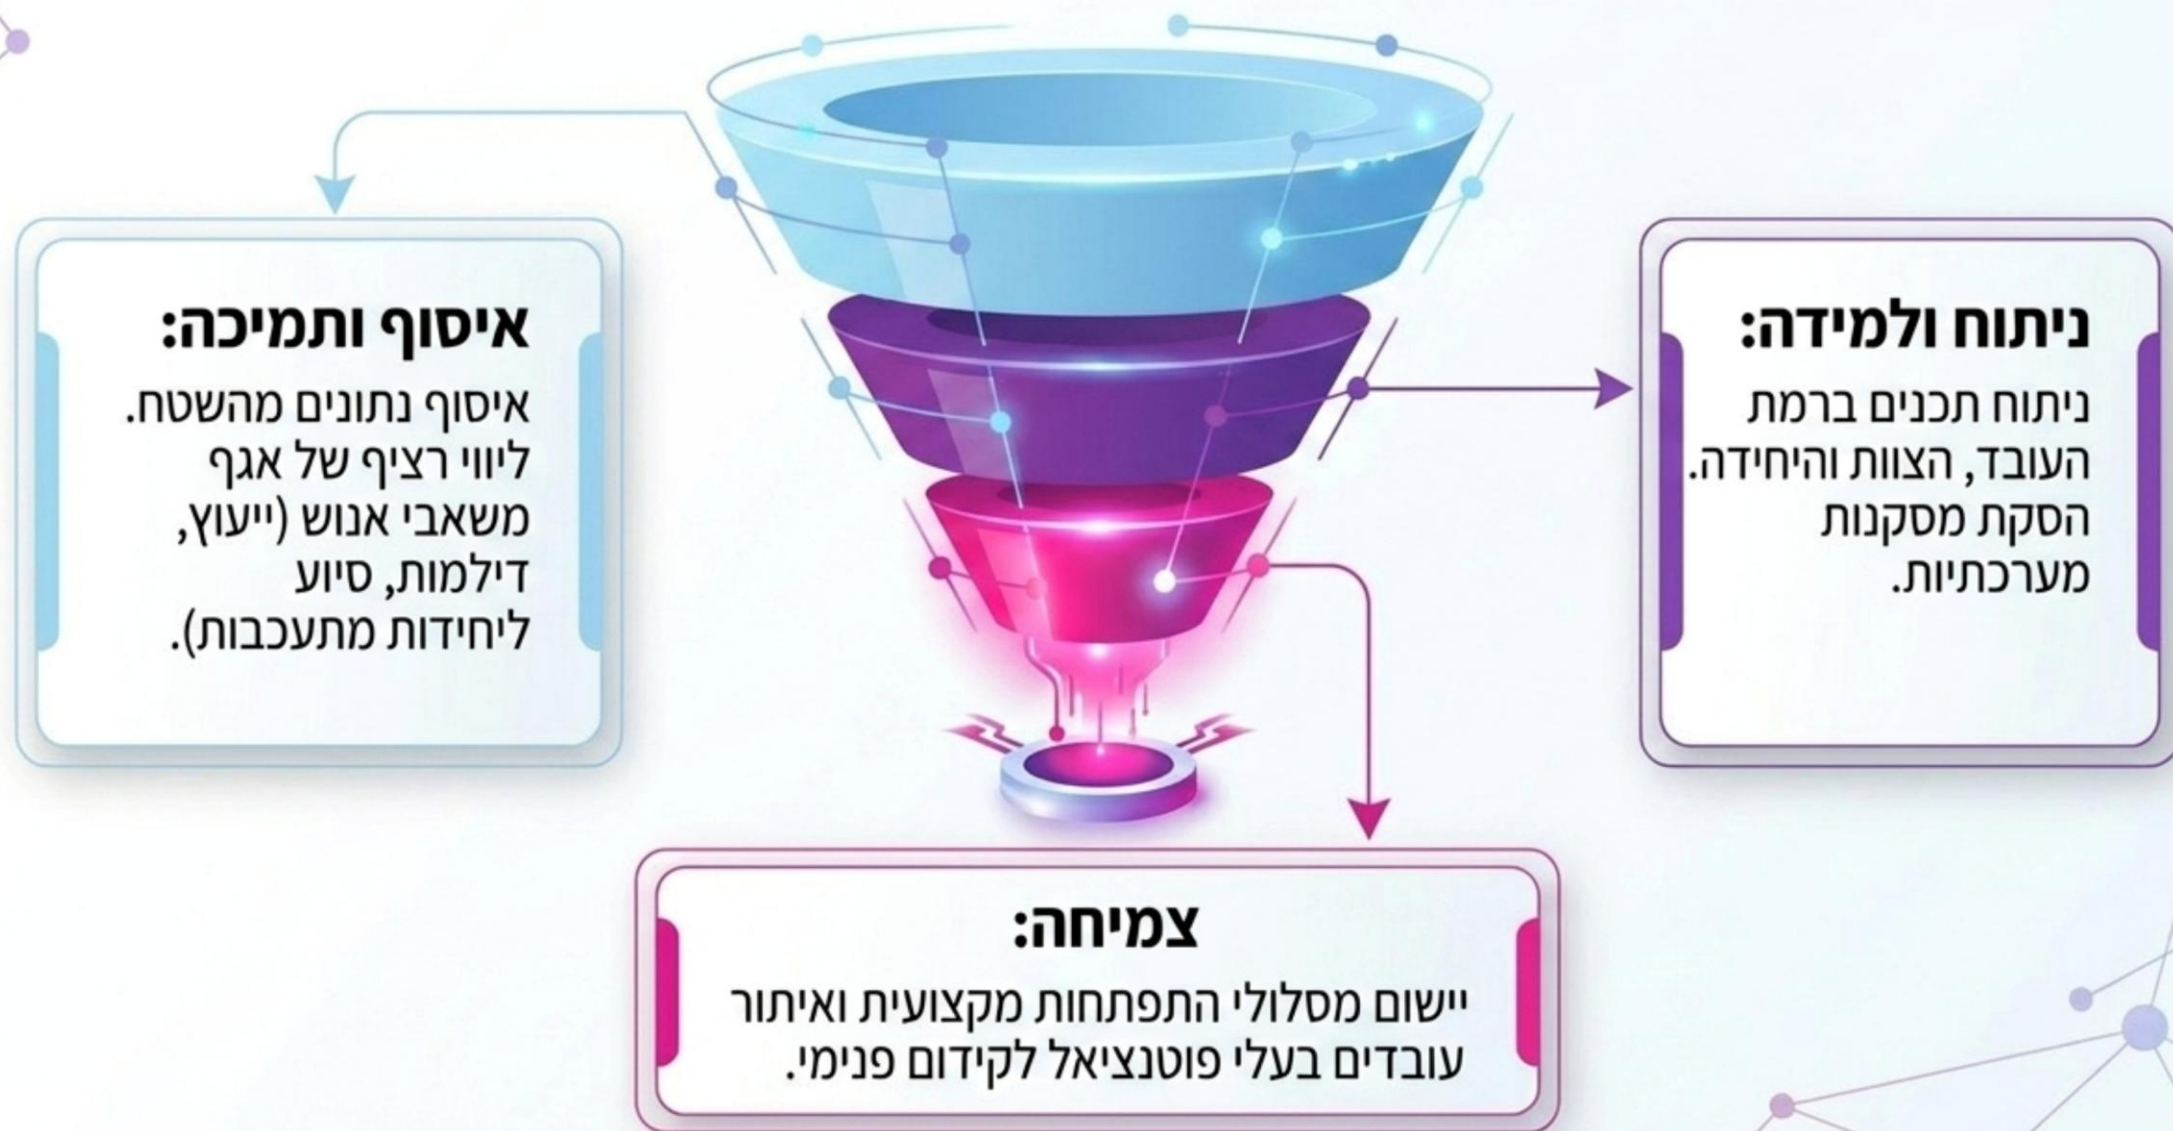 איסוף ותמיכה:
איסוף נתונים מהשטח.
ליווי רציף של אגף
משאבי אנוש (ייעוץ,
דילמות, סיוע
ליחידות מתעכבות).
ניתוח ולמידה:
ניתוח תכנים ברמת
העובד, הצוות והיחידה.
הסקת מסקנות
מערכתיות.
צמיחה:
יישום מסלולי התפתחות מקצועית ואיתור
עובדים בעלי פוטנציאל לקידום פנימי.